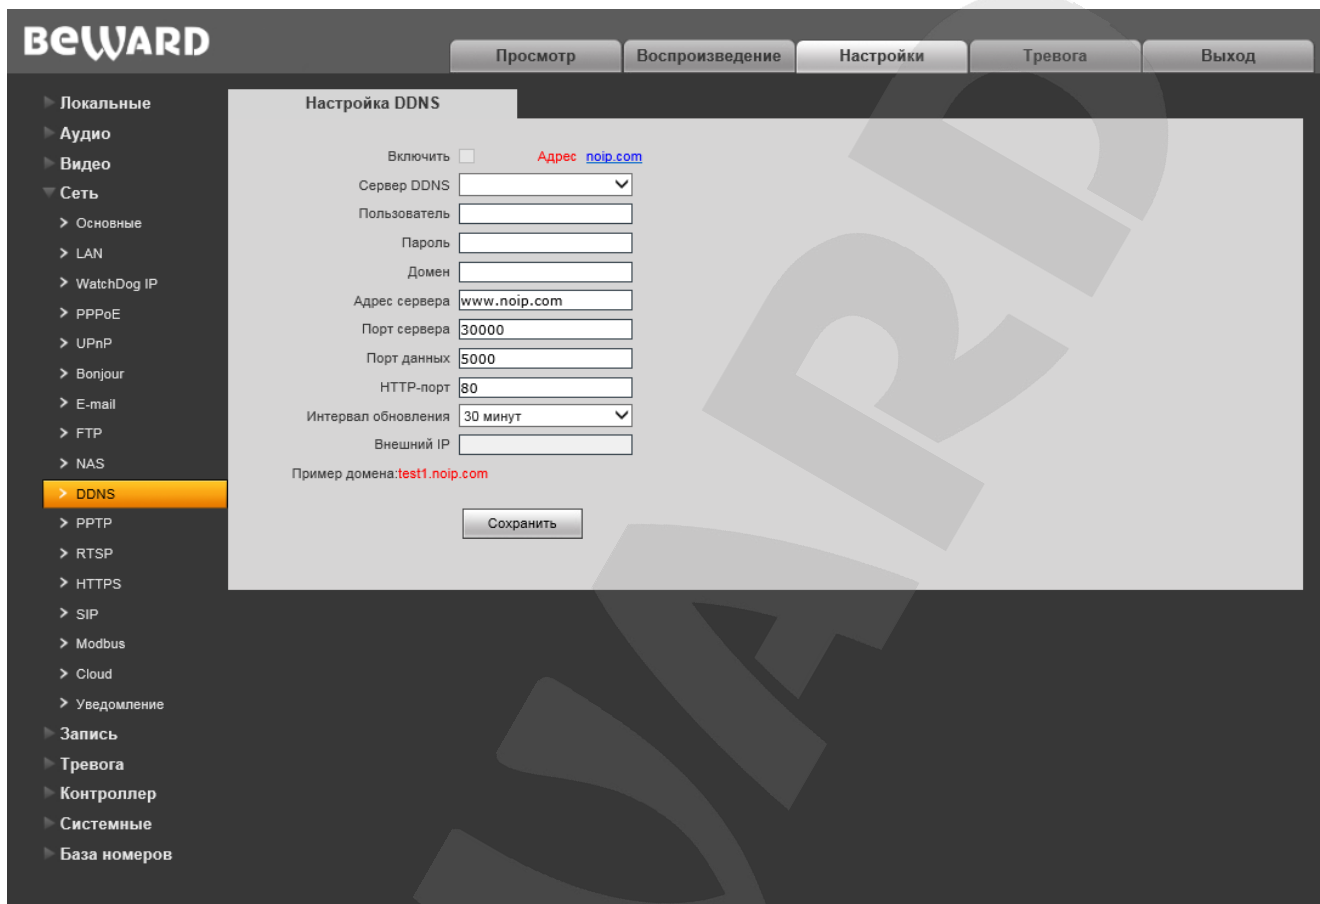 BEWARD
Просмотр Воспроизведение Настройки Тревога Выход
Локальные
Аудио
Видео
Сеть
Основные
LAN
WatchDog IP
PPPoE
UPnP
Bonjour
E-mail
FTP
NAS
DDNS
PPTP
RTSP
HTTPS
SIP
Modbus
Cloud
Уведомление
Запись
Тревога
Контроллер
Системные
База номеров
Настройка DDNS
Включить Адрес noip.com
Сервер DDNS
Пользователь
Пароль
Домен
Адрес сервера www.noip.com
Порт сервера 30000
Порт данных 5000
HTTP-порт 80
Интервал обновления 30 минут
Внешний IP
Пример домена:test1.noip.com
Сохранить